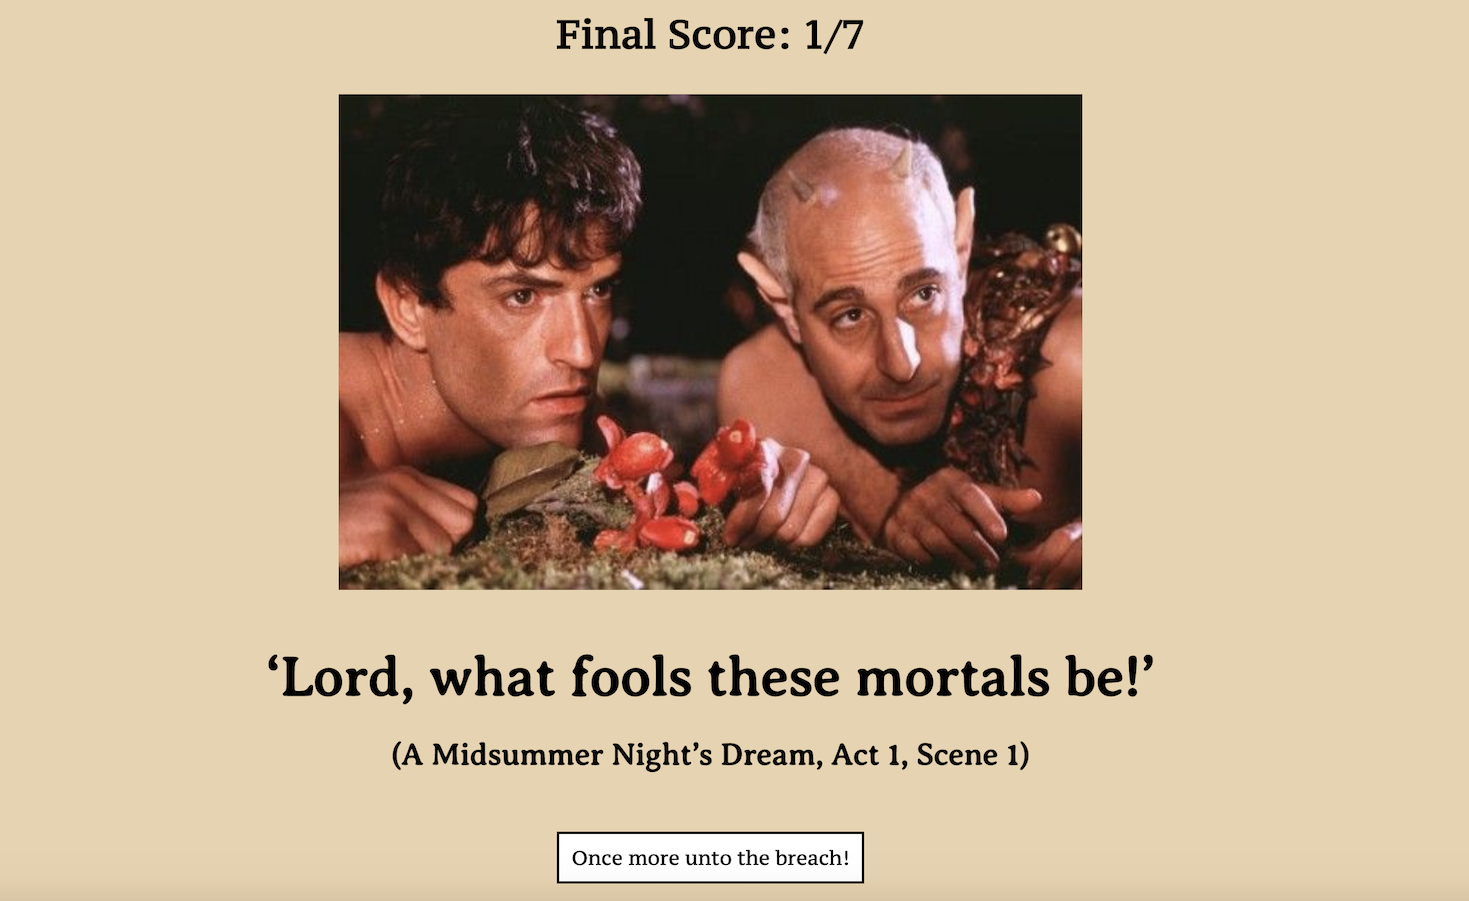 Final Score: 1/7
‘Lord, what fools these mortals be!’
(A Midsummer Night’s Dream, Act 1, Scene 1)
Once more unto the breach!